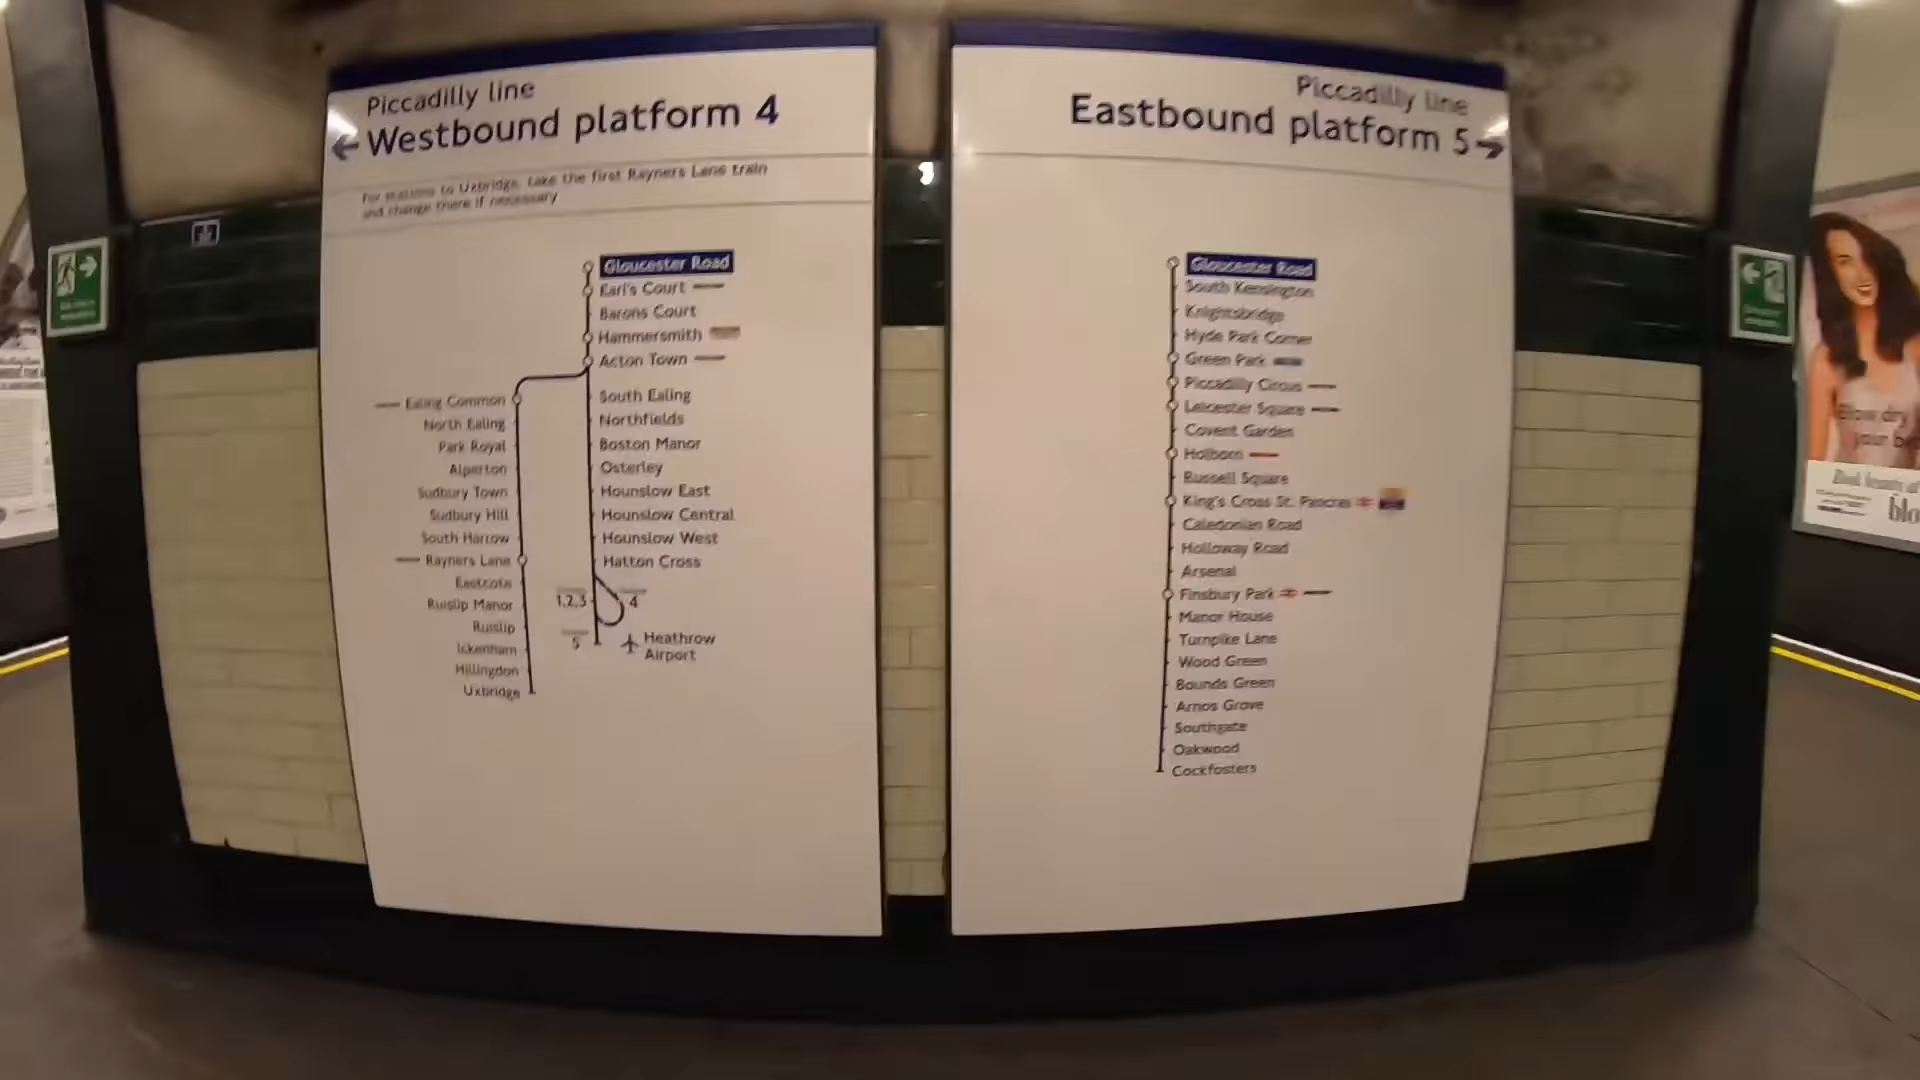 Piccadilly line
Westbound platform 4
For stations to Uxbridge, take the first Rayners Lane train
and change there if necessary
Gloucester Road
Earl's Court
Barons Court
Hammersmith
Acton Town
South Ealing
Northfields
Boston Manor
Osterley
Hounslow East
Hounslow Central
Hounslow West
Hatton Cross
1,2,3
4
5
Heathrow
Airport
Ealing Common
North Ealing
Park Royal
Alperton
Sudbury Town
Sudbury Hill
South Harrow
Rayners Lane
Eastcote
Ruislip Manor
Ruislip
Ickenham
Hillingdon
Uxbridge
Piccadilly line
Eastbound platform 5
Gloucester Road
South Kensington
Knightsbridge
Hyde Park Corner
Green Park
Piccadilly Circus
Leicester Square
Covent Garden
Holborn
Russell Square
King's Cross St. Pancras
Caledonian Road
Holloway Road
Arsenal
Finsbury Park
Manor House
Turnpike Lane
Wood Green
Bounds Green
Arnos Grove
Southgate
Oakwood
Cockfosters
Blow dry
your
blo